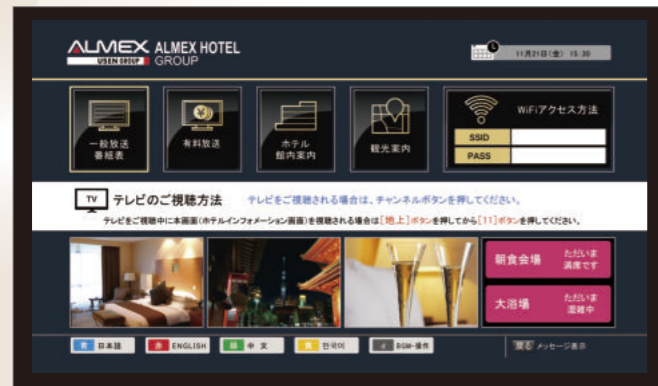 ALMEX ALMEX HOTEL
USEN GROUP GROUP
11月21日(金) 15:30
一般放送
番組表
有料放送
ホテル
館内案内
観光案内
WiFiアクセス方法
SSID
PASS
TV テレビのご視聴方法 テレビをご視聴される場合は、チャンネルボタンを押してください。
テレビをご視聴中に本画面(ホテルインフォメーション画面)を視聴される場合は[地上]ボタンを押してから[11]ボタンを押してください。
朝食会場 ただいま
満席です
大浴場 ただいま
混雑中
青 日本語 赤 ENGLISH 緑 中 文 黄 한국어 d BGM・操作 戻る メッセージ表示